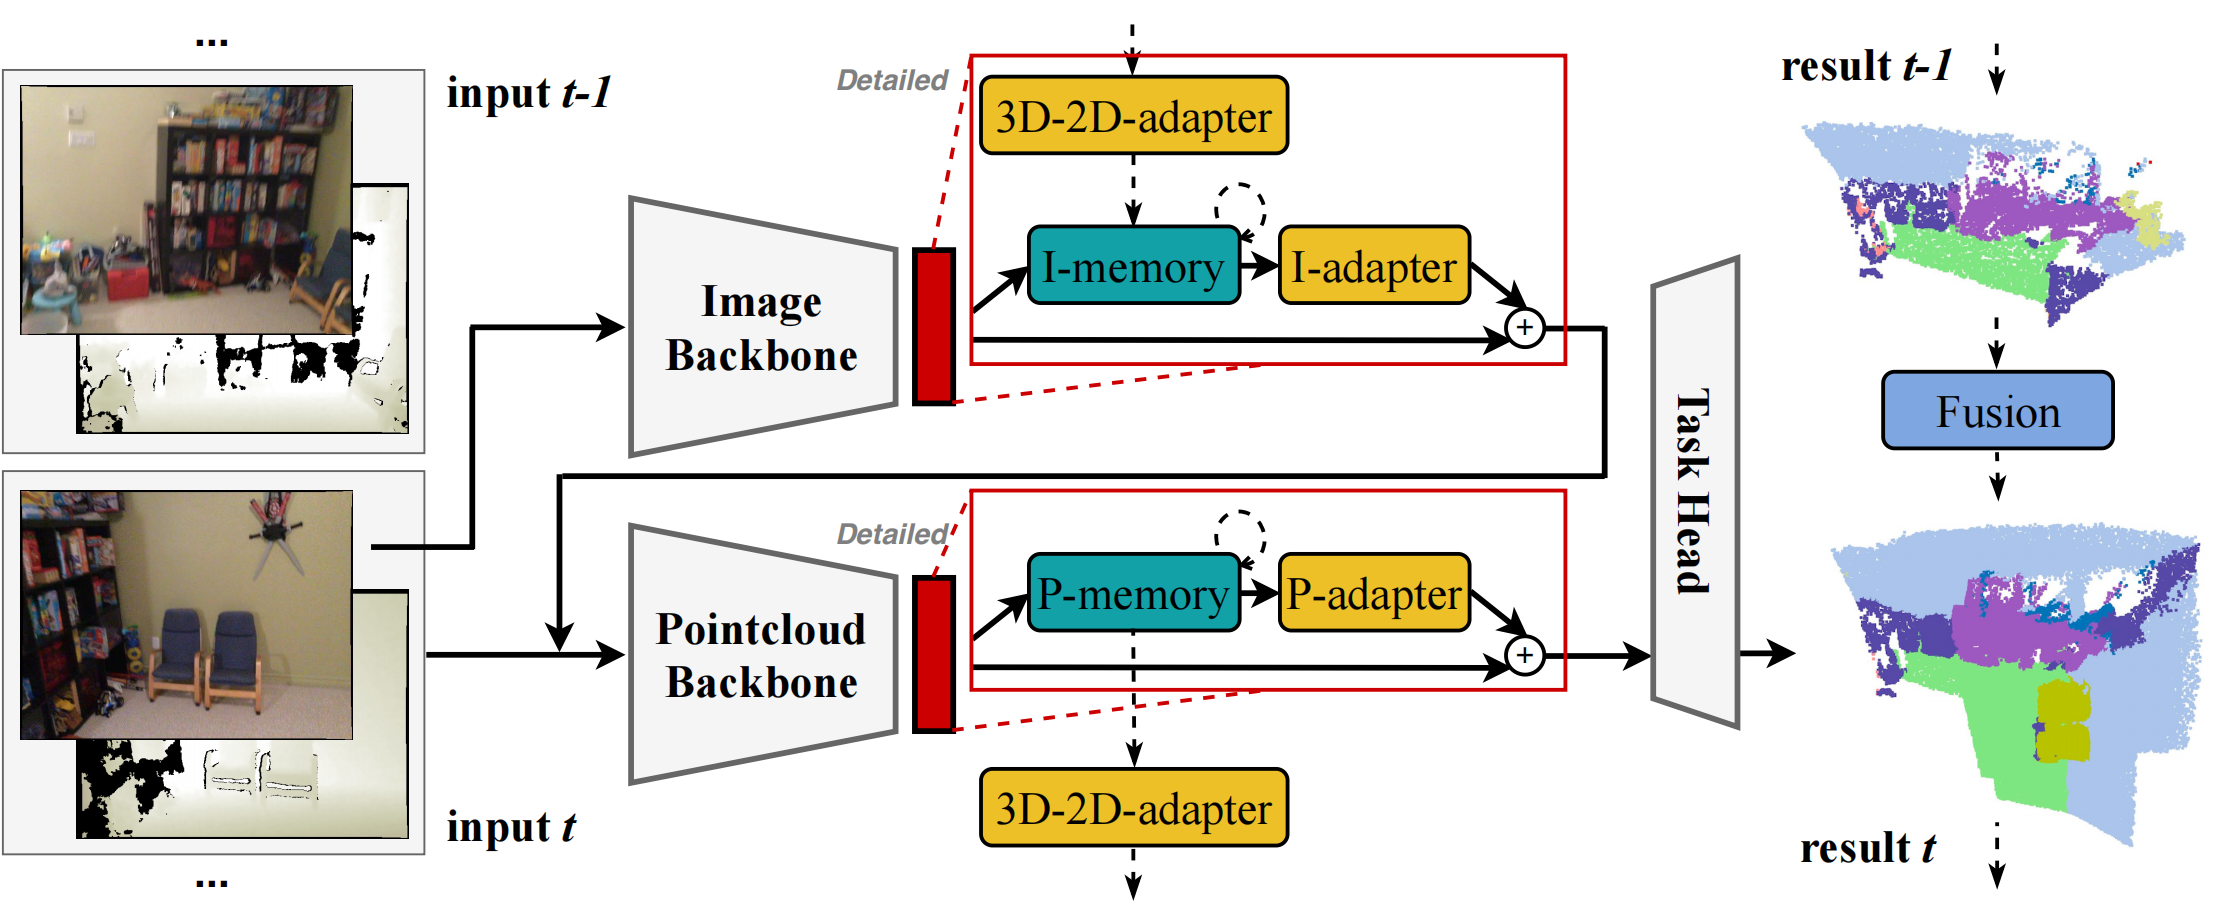 ...
input t-1
Detailed
3D-2D-adapter
I-memory
I-adapter
+
Image
Backbone
result t-1
Fusion
Task Head
Detailed
P-memory
P-adapter
+
Pointcloud
Backbone
3D-2D-adapter
input t
result t
...